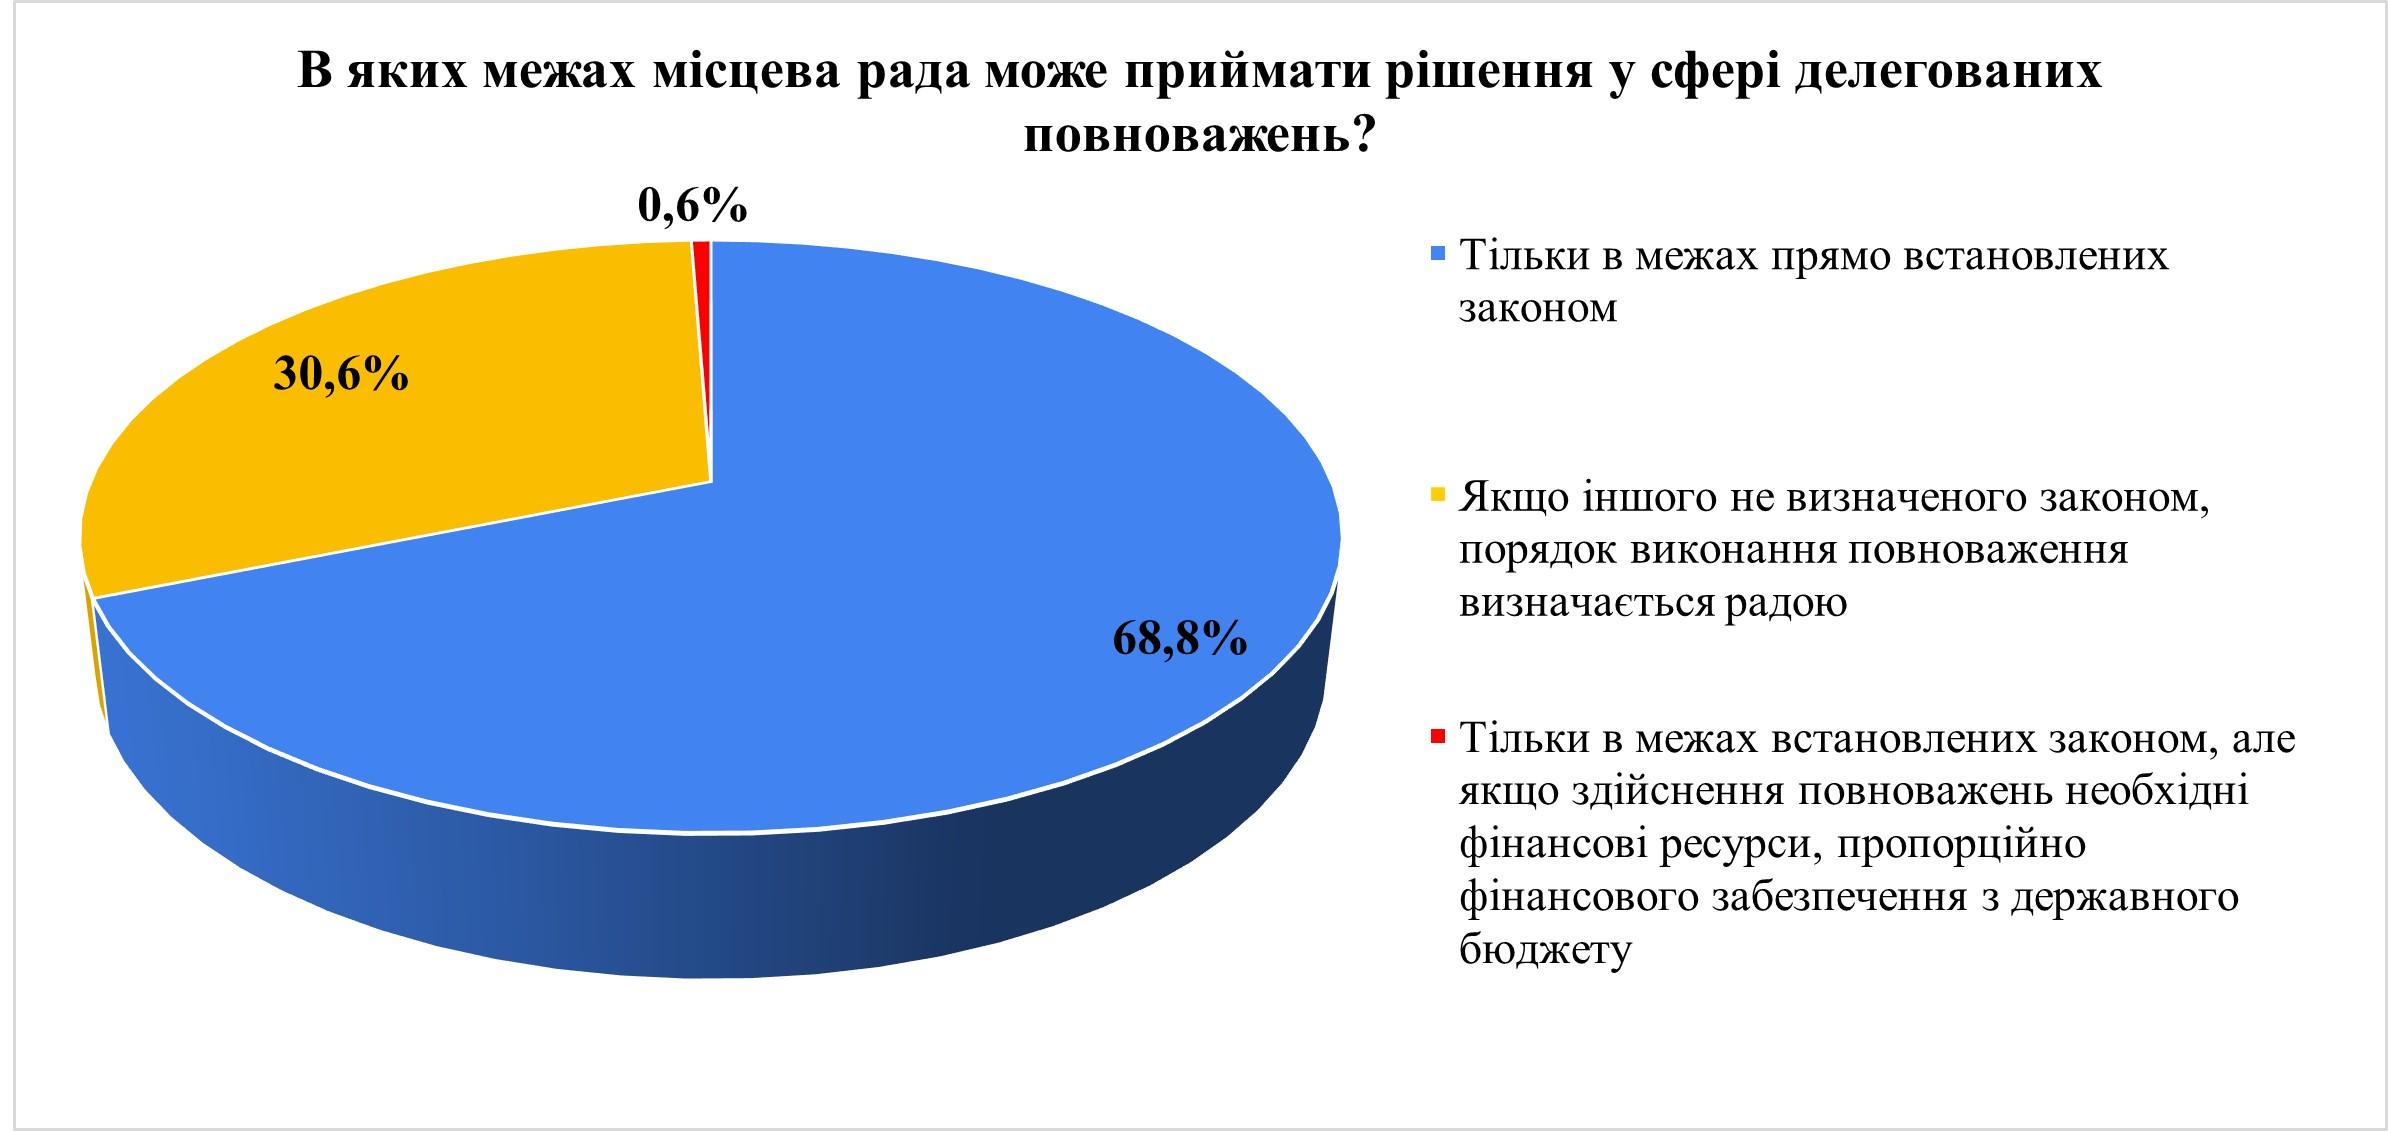 В яких межах місцева рада може приймати рішення у сфері делегованих
повноважень?
0,6%
30,6%
68,8%
Тільки в межах прямо встановлених
законом
Якщо іншого не визначеного законом,
порядок виконання повноваження
визначається радою
Тільки в межах встановлених законом, але
якщо здійснення повноважень необхідні
фінансові ресурси, пропорційно
фінансового забезпечення з державного
бюджету